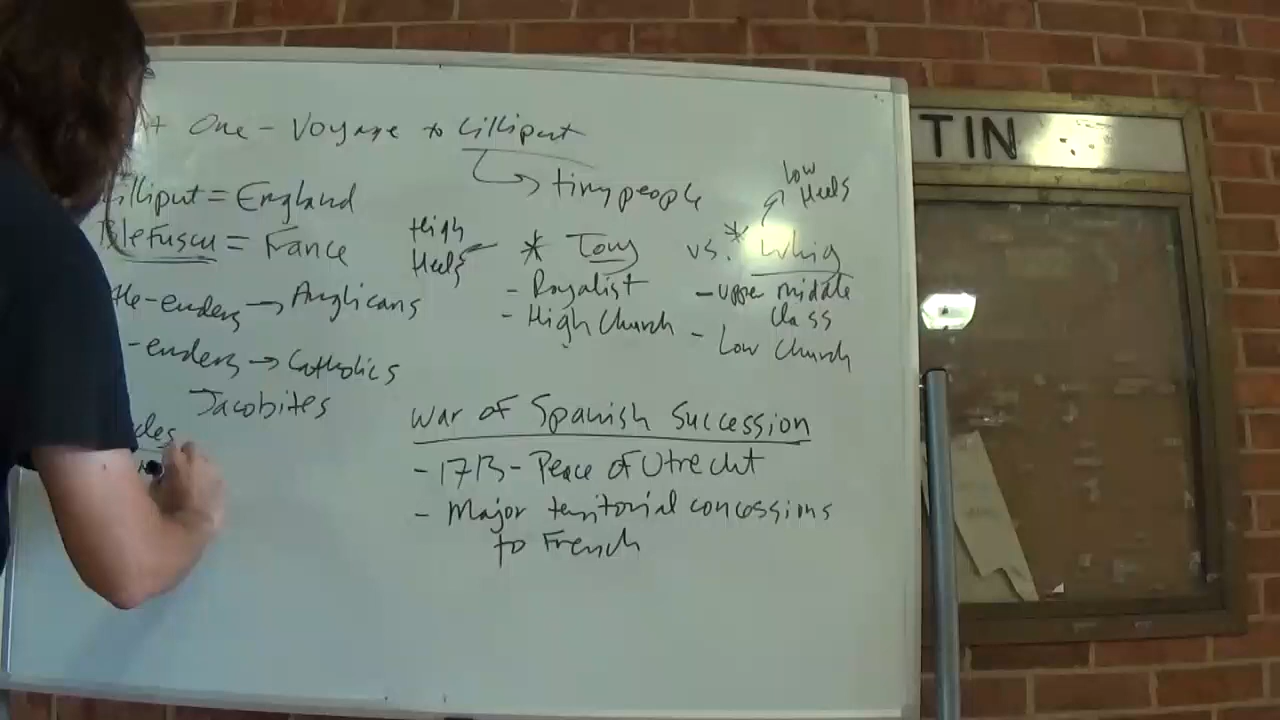 One - Voyage to Lilliput
tiny people
Lilliput = England
Blefuscu = France
-enders → Anglicans
-enders → Catholics
Jacobites
High
Heels
* Tory vs. * Whig
Low
Heels
- Royalist
- High Church
- Upper middle
class
- Low Church
War of Spanish Succession
- 1713 - Peace of Utrecht
- Major territorial concessions
to French
TIN